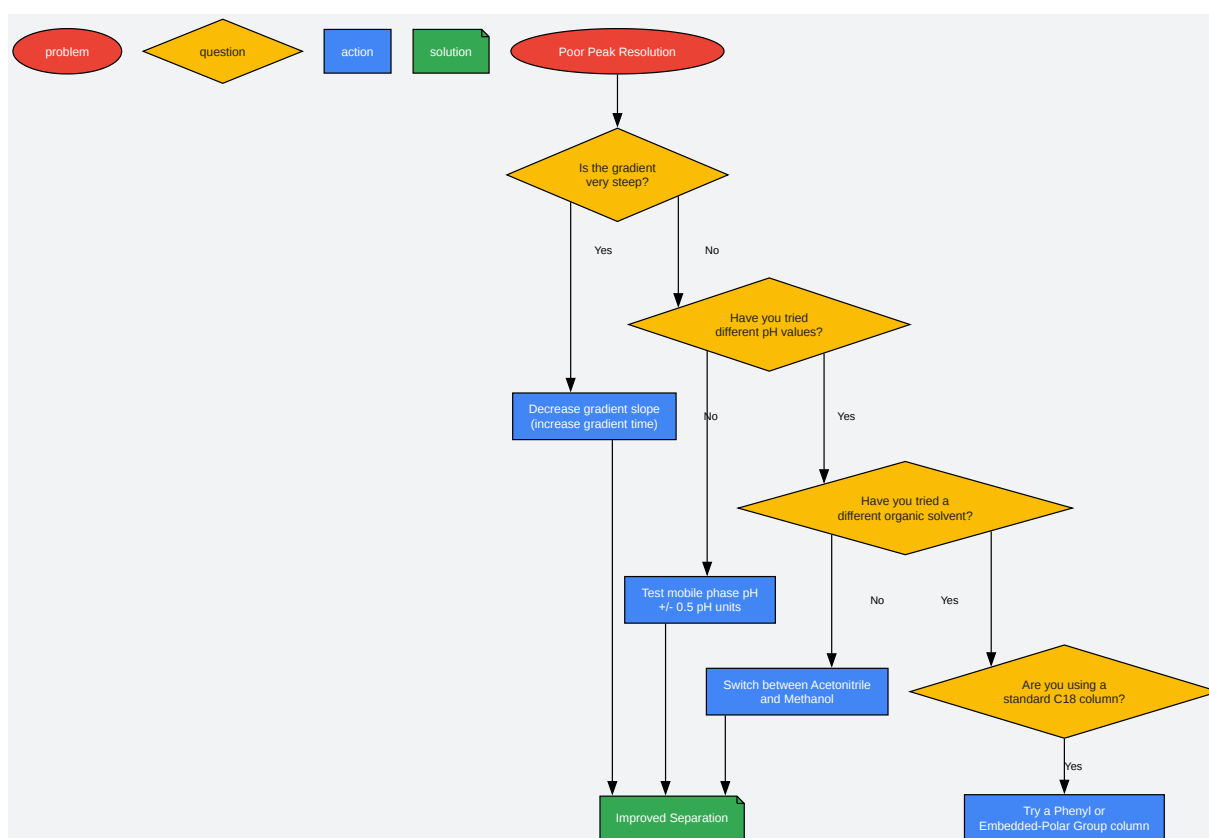 problem
question
action
solution
Poor Peak Resolution
Is the gradient
very steep?
Yes
No
Have you tried
different pH values?
Decrease gradient slope
(increase gradient time)
No
Yes
Have you tried a
different organic solvent?
Test mobile phase pH
+/- 0.5 pH units
No
Yes
Switch between Acetonitrile
and Methanol
Are you using a
standard C18 column?
Yes
Improved Separation
Try a Phenyl or
Embedded-Polar Group column